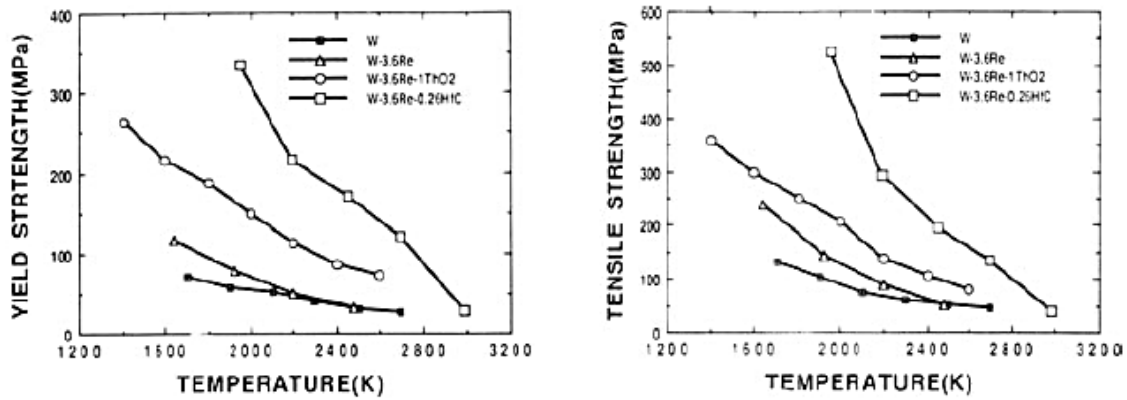 YIELD STRTENGTH(MPa)
400
300
200
100
0
1200 1600 2000 2400 2800 3200
TEMPERATURE(K)
W
W-3.6Re
W-3.6Re-1ThO2
W-3.6Re-0.26HfC
TENSILE STRENGTH(MPa)
600
500
400
300
200
100
0
1200 1600 2000 2400 2800 3200
TEMPERATURE(K)
W
W-3.6Re
W-3.6Re-1ThO2
W-3.6Re-0.26HfC